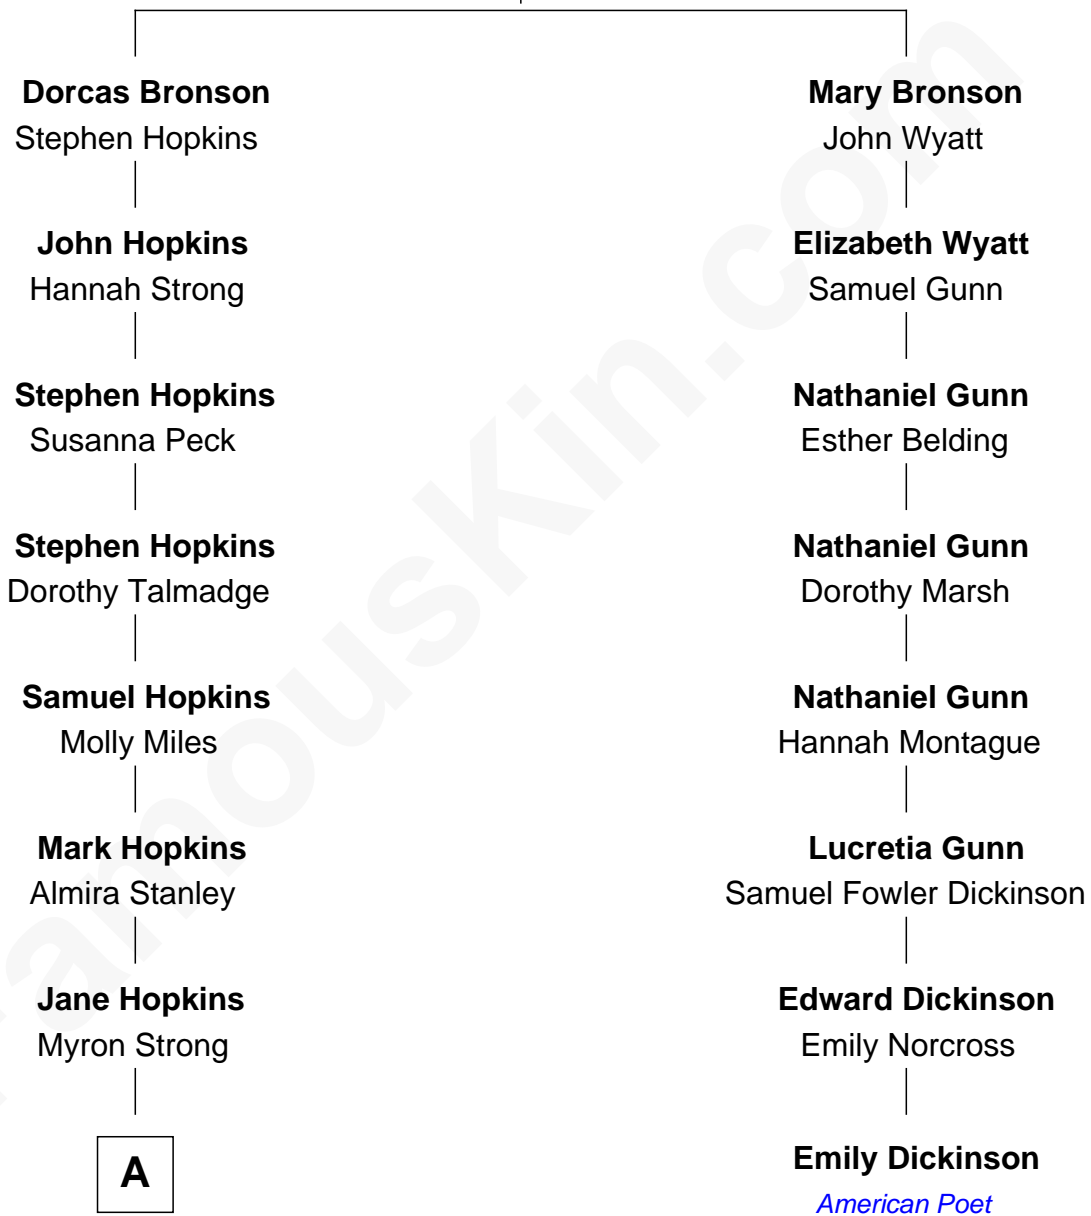 Dorcas Bronson
Stephen Hopkins
John Hopkins
Hannah Strong
Stephen Hopkins
Susanna Peck
Stephen Hopkins
Dorothy Talmadge
Samuel Hopkins
Molly Miles
Mark Hopkins
Almira Stanley
Jane Hopkins
Myron Strong
A
Mary Bronson
John Wyatt
Elizabeth Wyatt
Samuel Gunn
Nathaniel Gunn
Esther Belding
Nathaniel Gunn
Dorothy Marsh
Nathaniel Gunn
Hannah Montague
Lucretia Gunn
Samuel Fowler Dickinson
Edward Dickinson
Emily Norcross
Emily Dickinson
American Poet
FamousKin.com